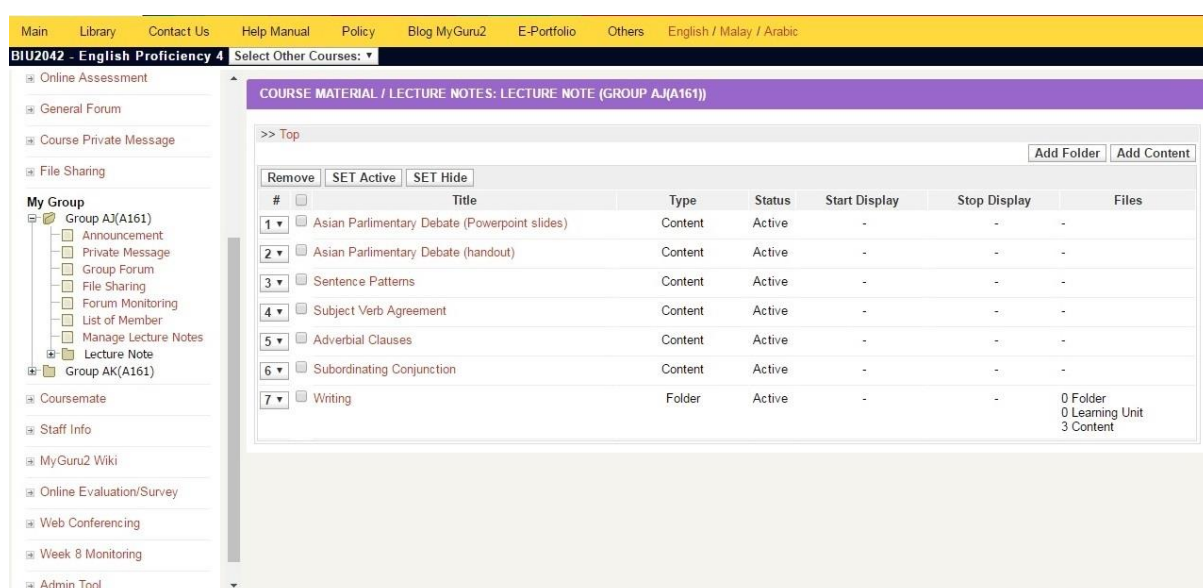 Main Library Contact Us Help Manual Policy Blog MyGuru2 E-Portfolio Others English / Malay / Arabic
BIU2042 - English Proficiency 4 Select Other Courses:
Online Assessment
General Forum
Course Private Message
File Sharing
My Group
Group AJ(A161)
Announcement
Private Message
Group Forum
File Sharing
Forum Monitoring
List of Member
Manage Lecture Notes
Lecture Note
Group AK(A161)
Coursemate
Staff Info
MyGuru2 Wiki
Online Evaluation/Survey
Web Conferencing
Week 8 Monitoring
Admin Tool
COURSE MATERIAL / LECTURE NOTES: LECTURE NOTE (GROUP AJ(A161))
>> Top
Add Folder Add Content
Remove SET Active SET Hide
# Title Type Status Start Display Stop Display Files
1 Asian Parlimentary Debate (Powerpoint slides) Content Active - - -
2 Asian Parlimentary Debate (handout) Content Active - - -
3 Sentence Patterns Content Active - - -
4 Subject Verb Agreement Content Active - - -
5 Adverbial Clauses Content Active - - -
6 Subordinating Conjunction Content Active - - -
7 Writing Folder Active - - 0 Folder
0 Learning Unit
3 Content